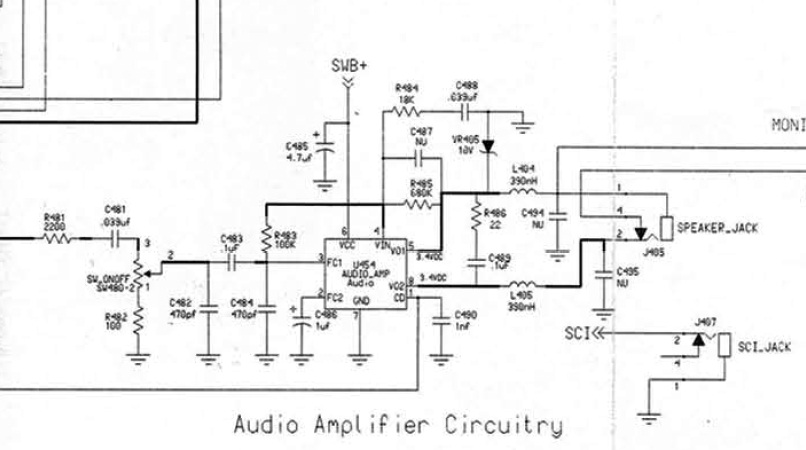 SWB+
R484
18K
C488
.039uf
MONI
C487
NU
C485
4.7uf
+
VR405
10V
L404
390nH
R485
680K
R481
2200
C481
.039uf
R486
22
C494
NU
1
4
2
SPEAKER_JACK
J405
C483
.1uF
R483
100K
6
VCC
4
VIN
VO1
5
3.4VDC
3
2
SW_ONOFF
SW480-2
1
3
FC1
U454
AUDIO_AMP
Audio
C489
.1uF
3.4VDC
VO2
8
C495
NU
L405
390nH
2
FC2
GND
CD
1
7
R482
100
C482
470pf
C484
470pf
+
C486
1uf
C490
1nf
SCI
J407
2
4
1
SCI_JACK
Audio Amplifier Circuitry